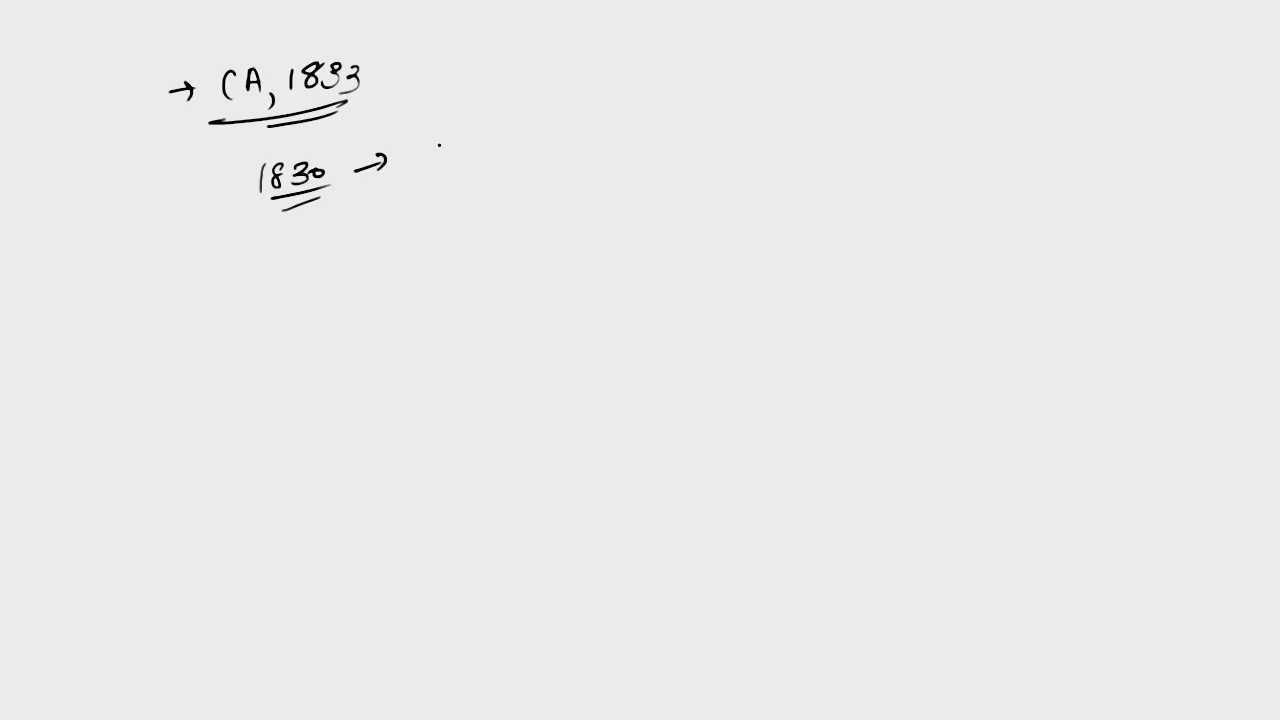 → CA, 1833
1830 →